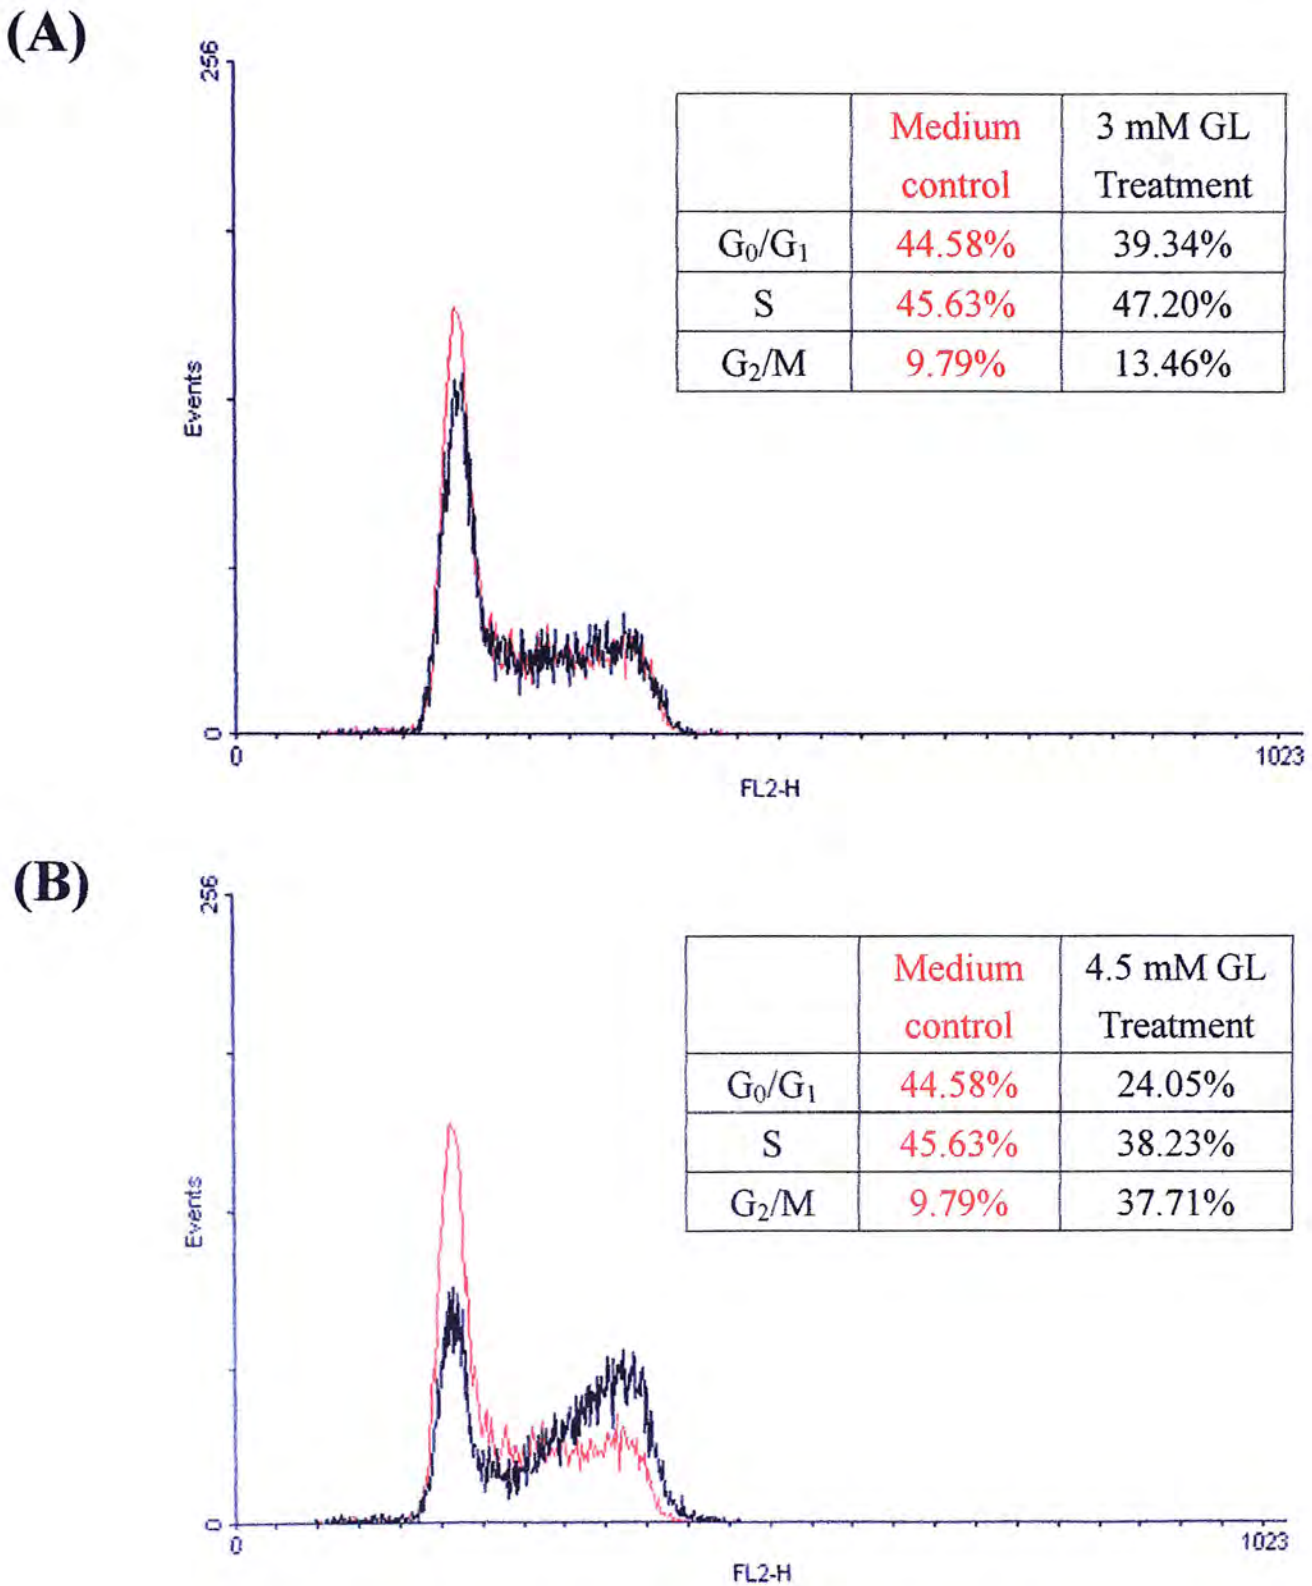 (A)
256
Medium control 3 mM GL Treatment
G₀/G₁ 44.58% 39.34%
S 45.63% 47.20%
G₂/M 9.79% 13.46%
Events
0
0 1023
FL2-H
(B)
256
Medium control 4.5 mM GL Treatment
G₀/G₁ 44.58% 24.05%
S 45.63% 38.23%
G₂/M 9.79% 37.71%
Events
0
0 1023
FL2-H